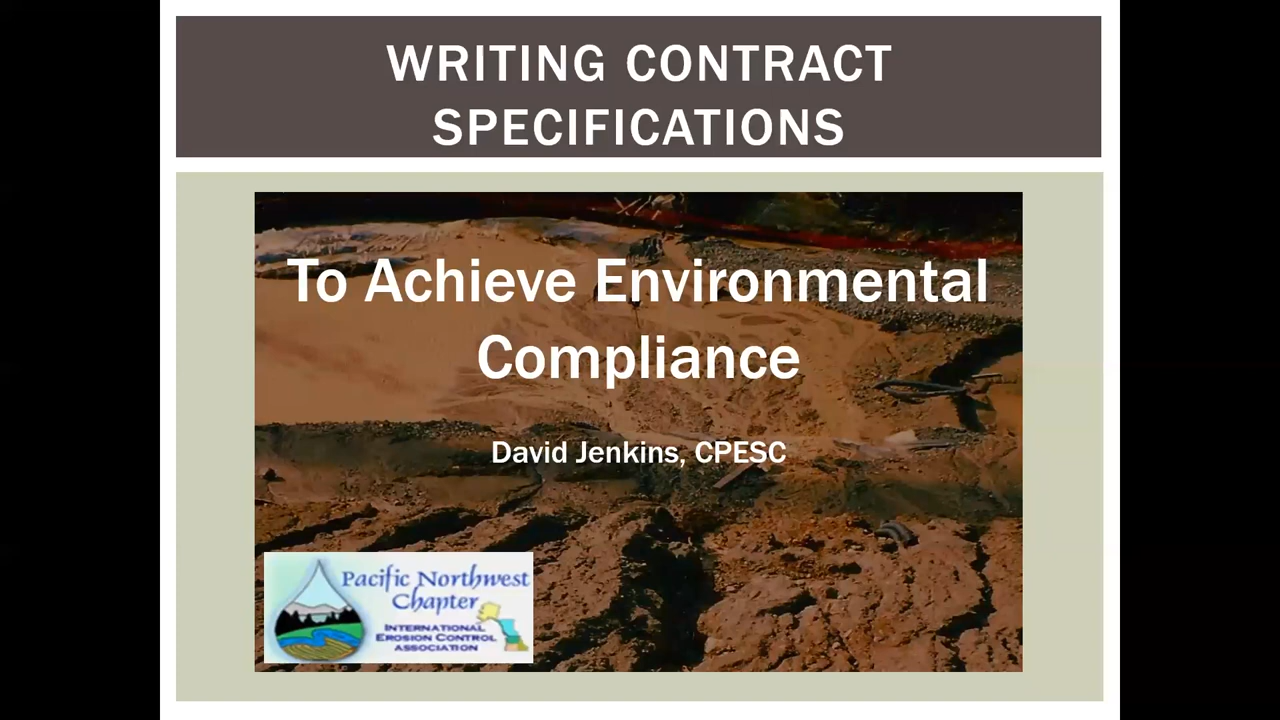 WRITING CONTRACT
SPECIFICATIONS
To Achieve Environmental
Compliance
David Jenkins, CPESC
Pacific Northwest
Chapter
INTERNATIONAL
EROSION CONTROL
ASSOCIATION